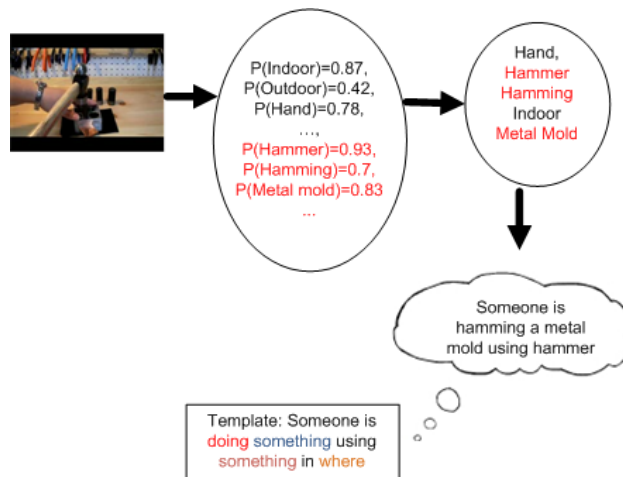 P(Indoor)=0.87,
P(Outdoor)=0.42,
P(Hand)=0.78,
...,
P(Hammer)=0.93,
P(Hamming)=0.7,
P(Metal mold)=0.83
...
Hand,
Hammer
Hamming
Indoor
Metal Mold
Someone is
hamming a metal
mold using hammer
Template: Someone is
doing something using
something in where